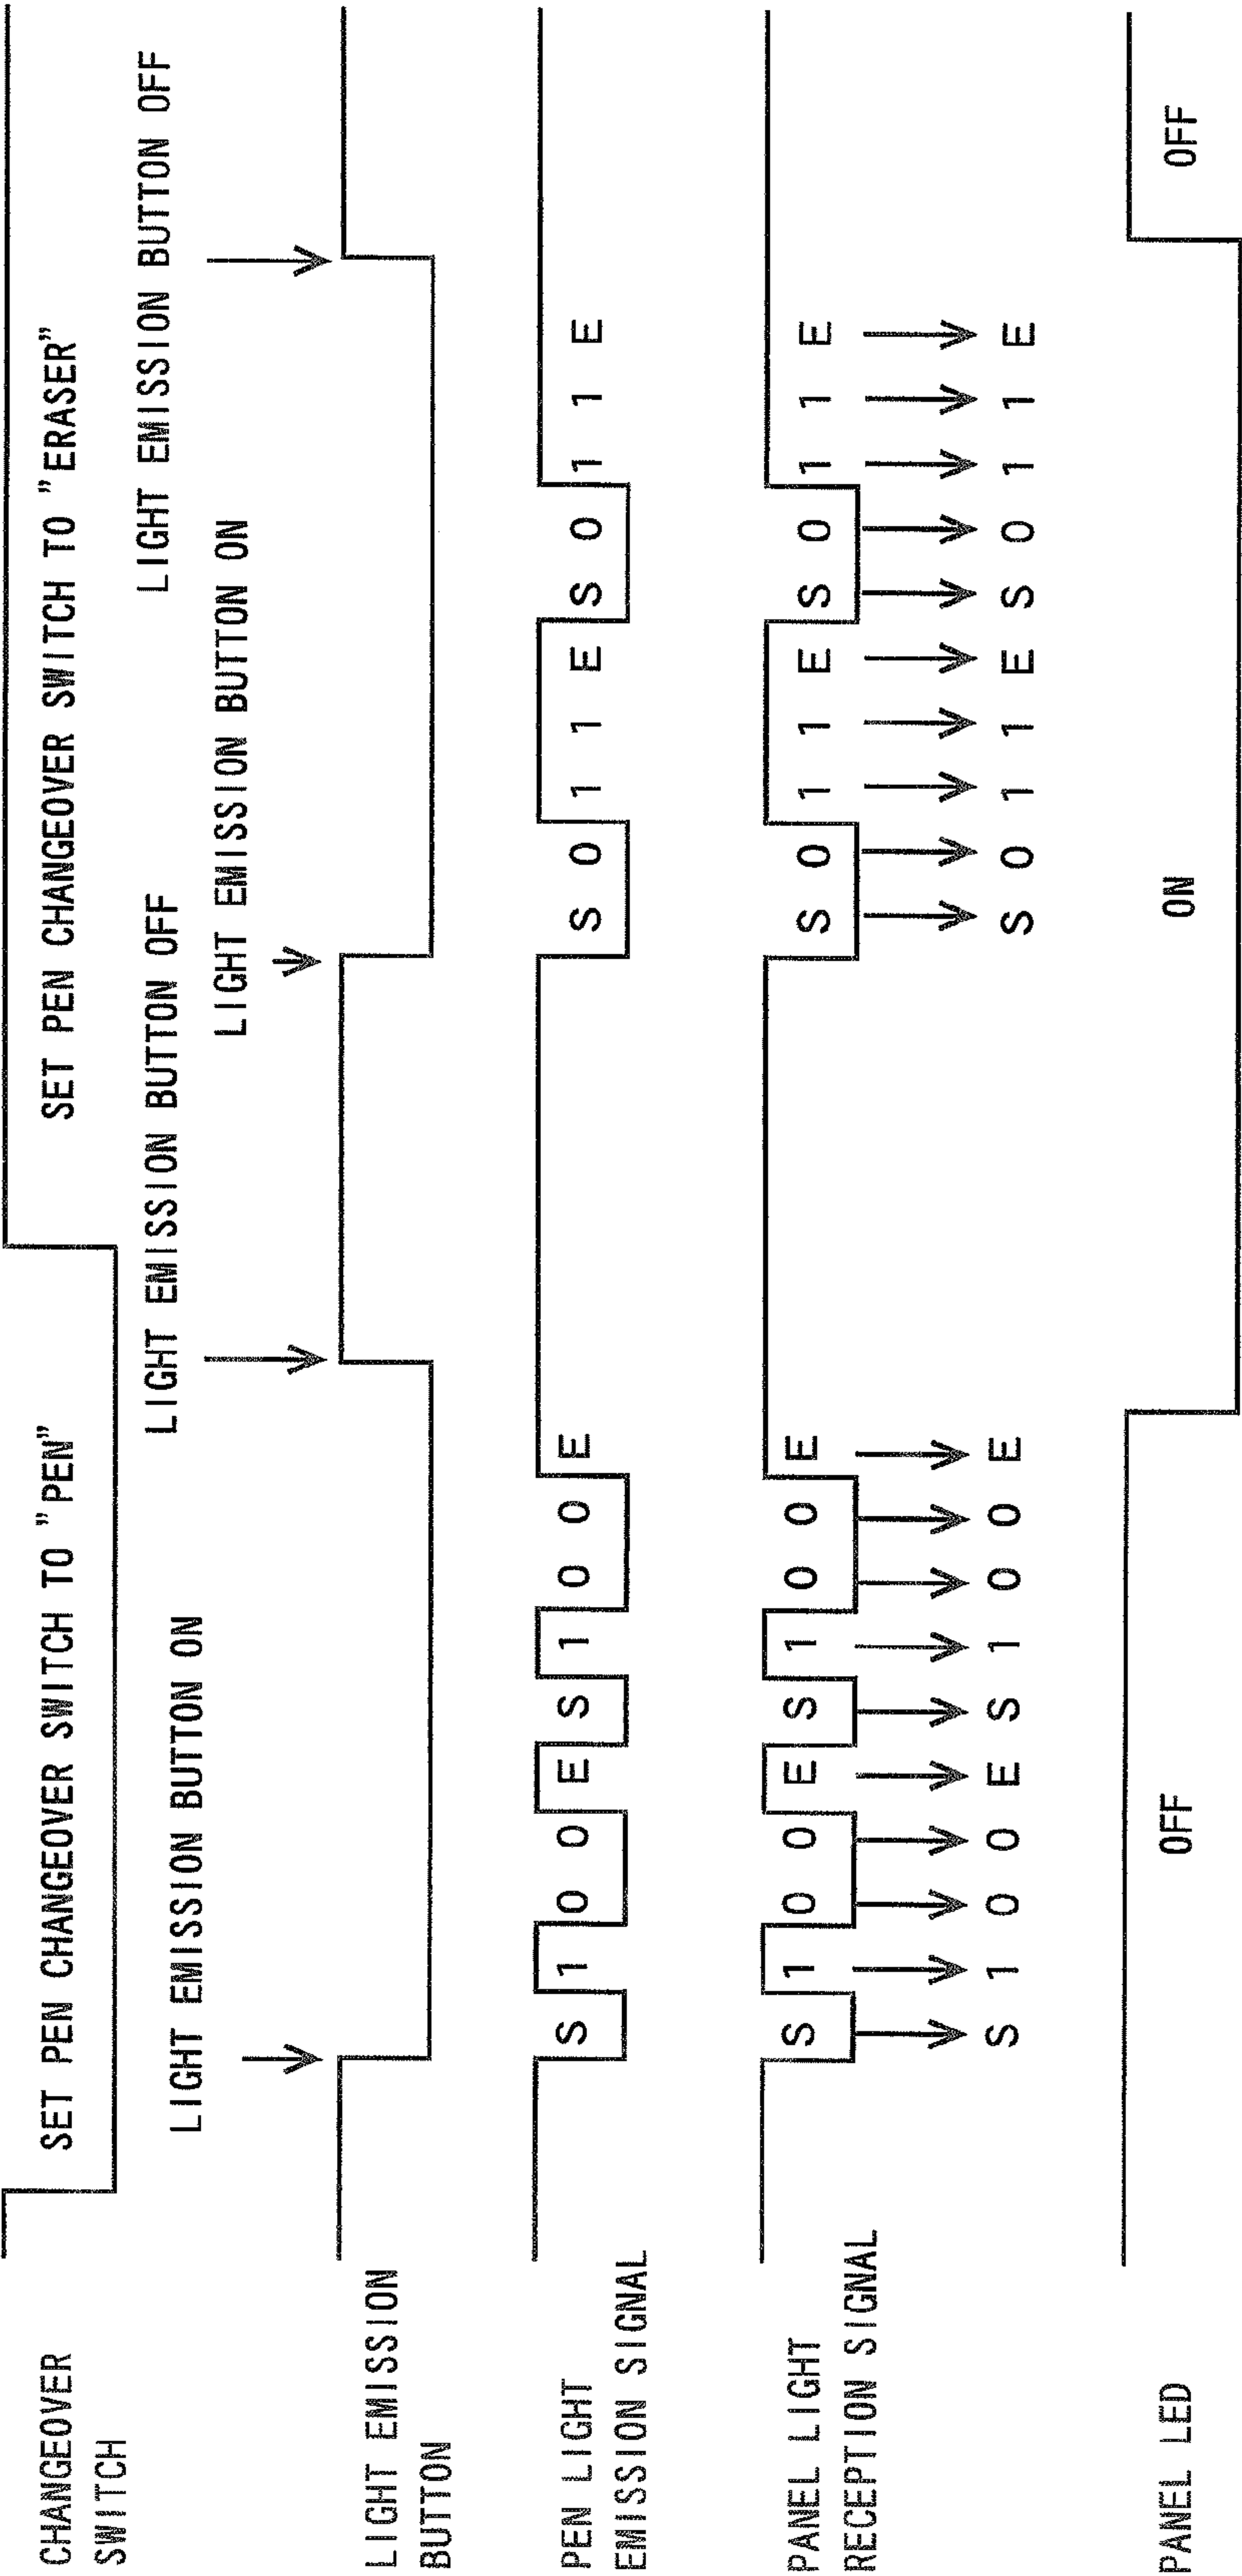 CHANGEOVER
SWITCH
SET PEN CHANGEOVER SWITCH TO "PEN"
SET PEN CHANGEOVER SWITCH TO "ERASER"
LIGHT EMISSION BUTTON ON
LIGHT EMISSION BUTTON OFF
LIGHT EMISSION BUTTON ON
LIGHT EMISSION BUTTON OFF
LIGHT EMISSION
BUTTON
PEN LIGHT
EMISSION SIGNAL
S 1 0 0 E S 1 0 0 E
S 0 1 1 E S 0 1 1 E
PANEL LIGHT
RECEPTION SIGNAL
S 1 0 0 E S 1 0 0 E
S 0 1 1 E S 0 1 1 E
S 1 0 0 E S 1 0 0 E
S 0 1 1 E S 0 1 1 E
PANEL LED
OFF
ON
OFF